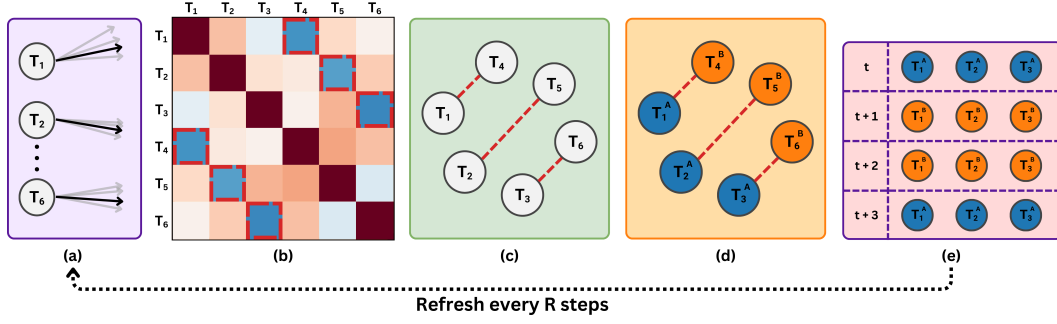 T₁
T₂
T₆
(a)
T₁ T₂ T₃ T₄ T₅ T₆
T₁
T₂
T₃
T₄
T₅
T₆
(b)
T₄
T₅
T₁
T₆
T₂
T₃
(c)
T₄ᴮ
T₅ᴮ
T₁ᴬ
T₆ᴮ
T₂ᴬ
T₃ᴬ
(d)
t T₁ᴬ T₂ᴬ T₃ᴬ
t + 1 T₁ᴮ T₂ᴮ T₃ᴮ
t + 2 T₁ᴮ T₂ᴮ T₃ᴮ
t + 3 T₁ᴬ T₂ᴬ T₃ᴬ
(e)
Refresh every R steps